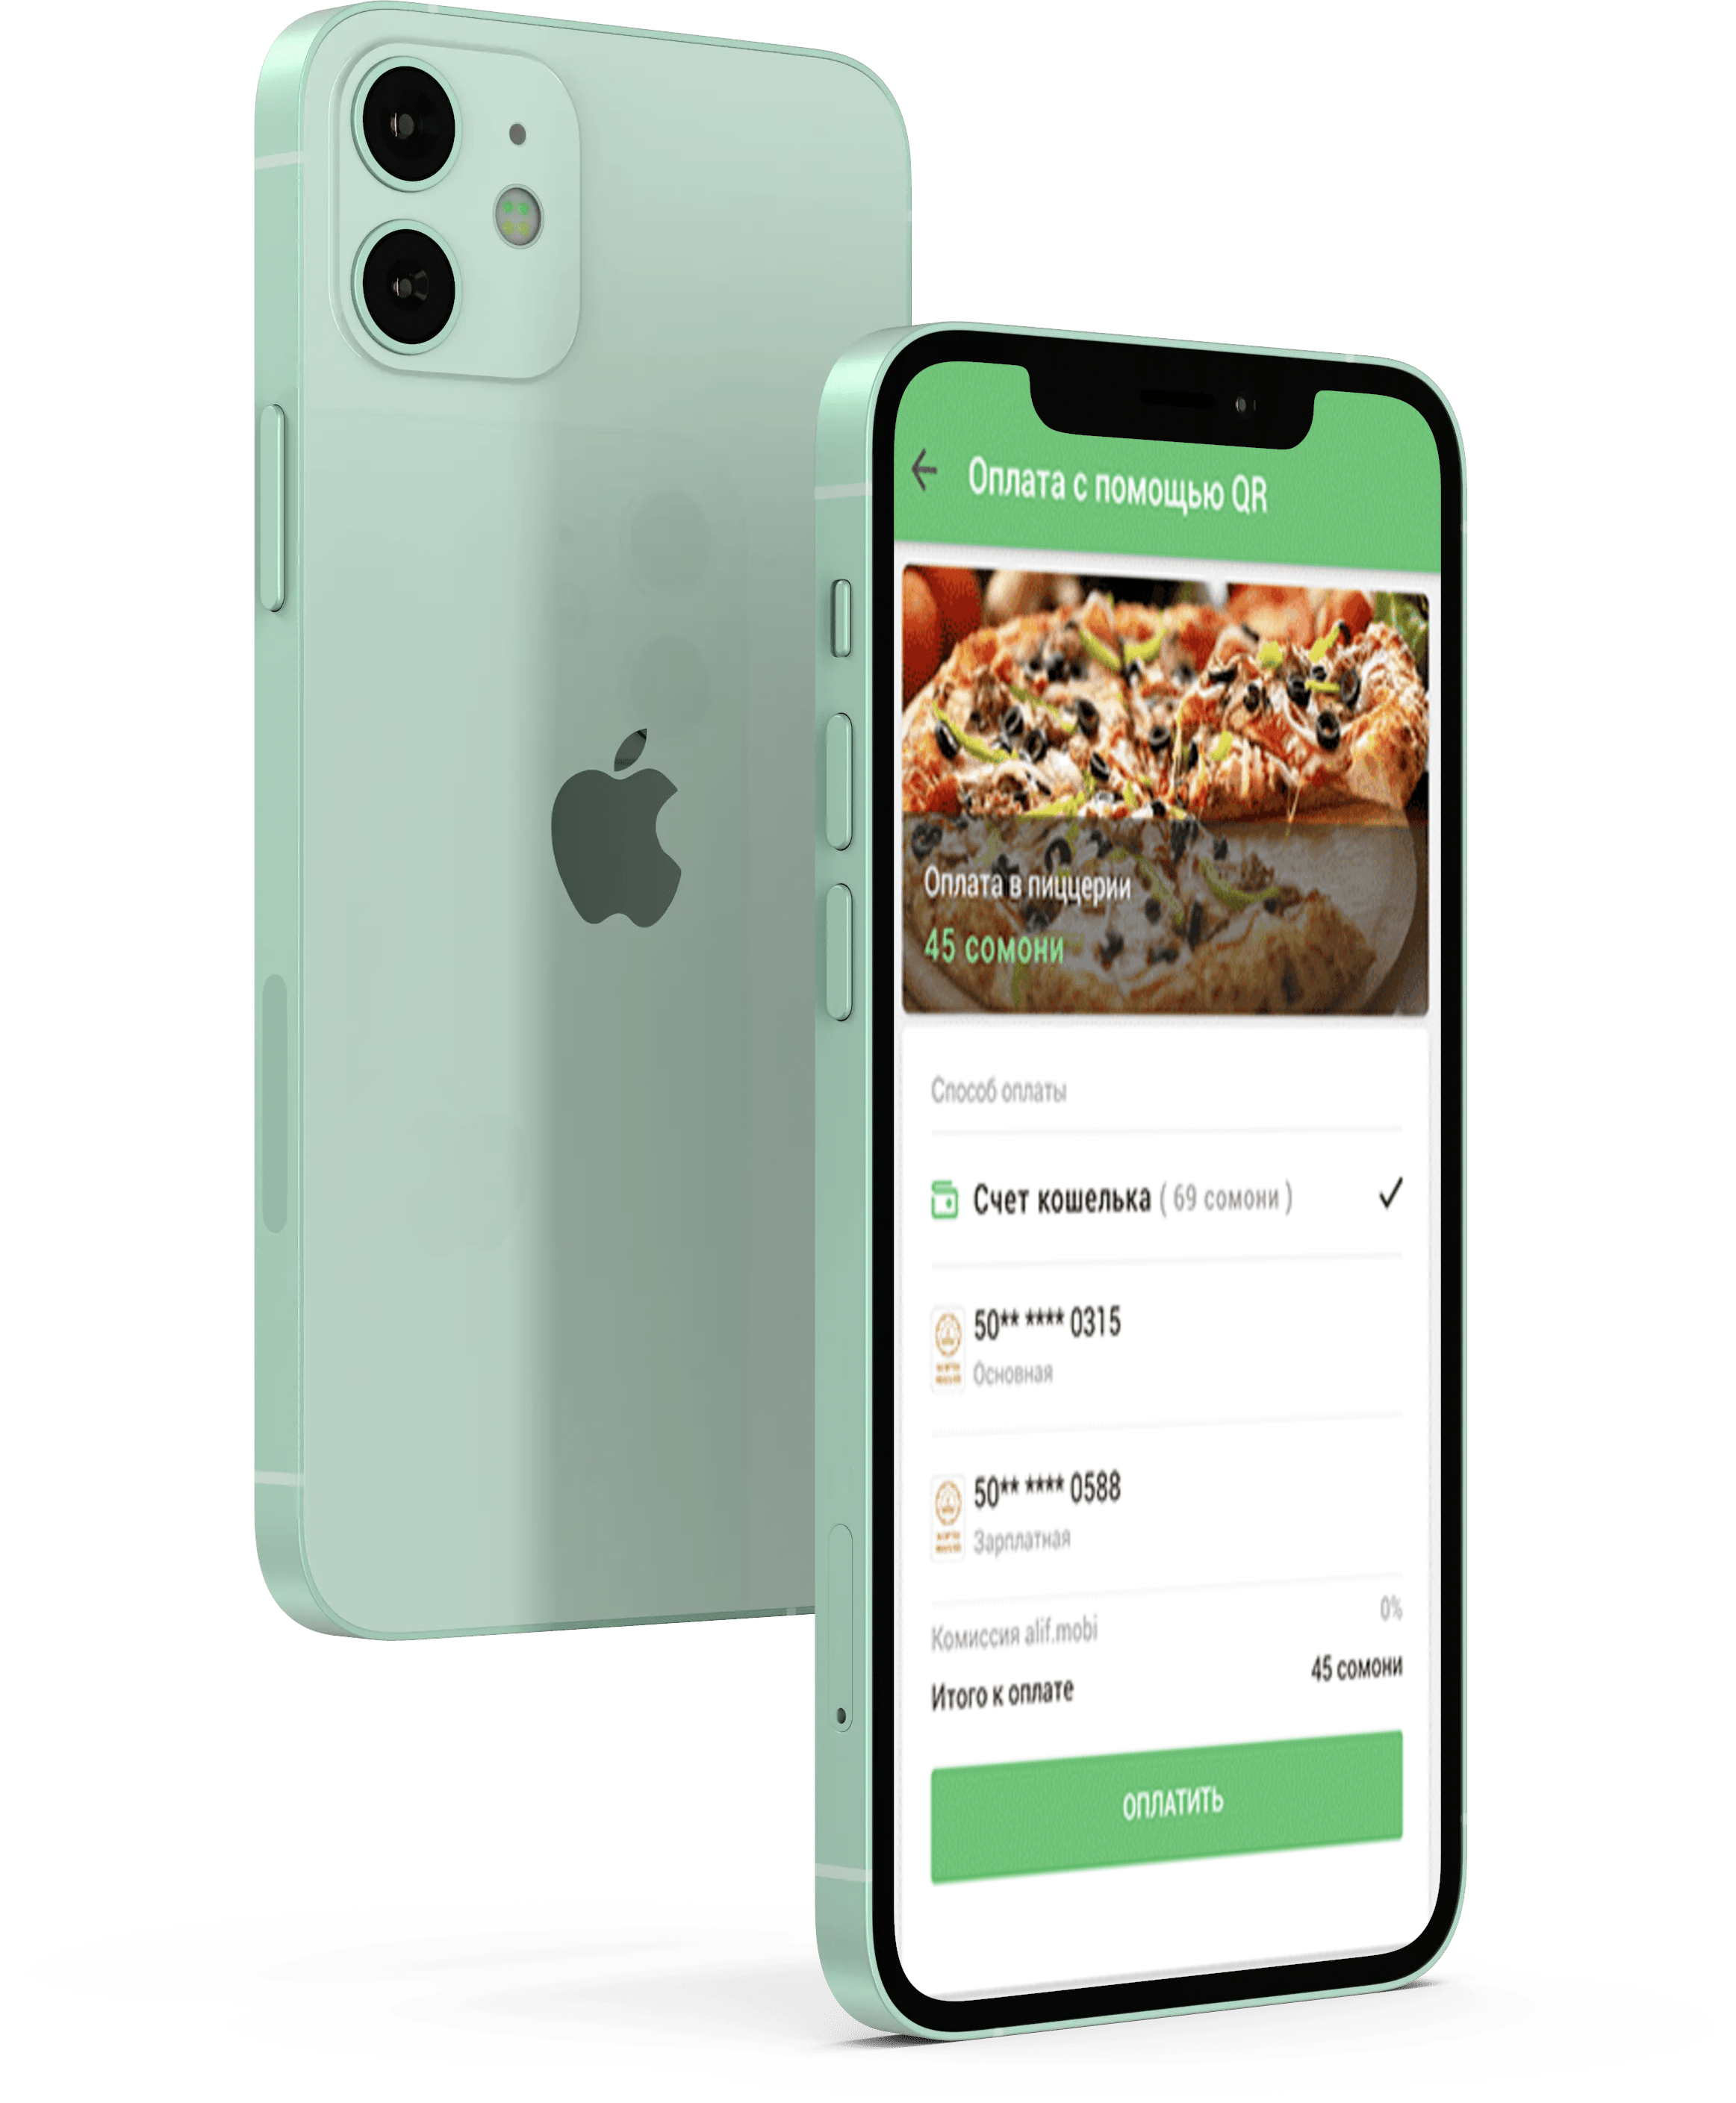 Оплата с помощью QR
Оплата в пиццерии
45 сомони
Способ оплаты
Счет кошелька ( 69 сомони )
50** **** 0315
Основная
50** **** 0588
Зарплатная
Комиссия alif.mobi 0%
Итого к оплате 45 сомони
ОПЛАТИТЬ